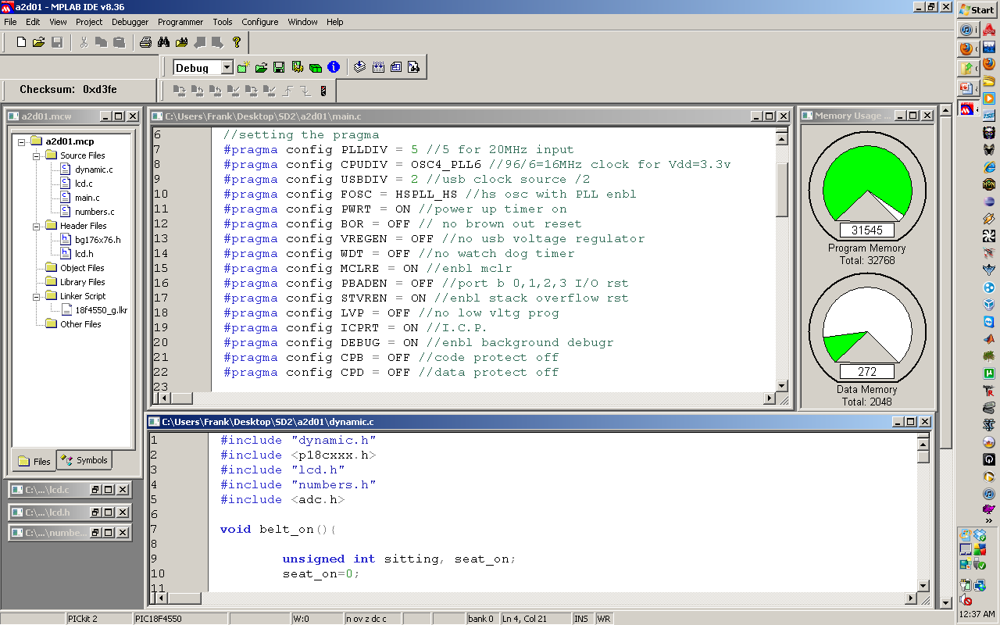 a2d01 - MPLAB IDE v8.36
File Edit View Project Debugger Programmer Tools Configure Window Help
Start
Debug
Checksum: 0xd3fe
a2d01.mcw
a2d01.mcp
Source Files
dynamic.c
lcd.c
main.c
numbers.c
Header Files
bg176x76.h
lcd.h
Object Files
Library Files
Linker Script
18f4550_g.lkr
Other Files
Files Symbols
C:\...\lcd.c
C:\...\lcd.h
C:\...\numbe...
C:\Users\Frank\Desktop\SD2\a2d01\main.c
6 //setting the pragma
7 #pragma config PLLDIV = 5 //5 for 20MHz input
8 #pragma config CPUDIV = OSC4_PLL6 //96/6=16MHz clock for Vdd=3.3v
9 #pragma config USBDIV = 2 //usb clock source /2
10 #pragma config FOSC = HSPLL_HS //hs osc with PLL enbl
11 #pragma config PWRT = ON //power up timer on
12 #pragma config BOR = OFF // no brown out reset
13 #pragma config VREGEN = OFF //no usb voltage regulator
14 #pragma config WDT = OFF //no watch dog timer
15 #pragma config MCLRE = ON //enbl mclr
16 #pragma config PBADEN = OFF //port b 0,1,2,3 I/O rst
17 #pragma config STVREN = ON //enbl stack overflow rst
18 #pragma config LVP = OFF //no low vltg prog
19 #pragma config ICPRT = ON //I.C.P.
20 #pragma config DEBUG = ON //enbl background debugr
21 #pragma config CPB = OFF //code protect off
22 #pragma config CPD = OFF //data protect off
23
Memory Usage ...
31545
Program Memory
Total: 32768
272
Data Memory
Total: 2048
C:\Users\Frank\Desktop\SD2\a2d01\dynamic.c
1 #include "dynamic.h"
2 #include <p18cxxx.h>
3 #include "lcd.h"
4 #include "numbers.h"
5 #include <adc.h>
6
7 void belt_on(){
8
9 unsigned int sitting, seat_on;
10 seat_on=0;
11
PICkit 2 PIC18F4550 W:0 n ov z dc c bank 0 Ln 4, Col 21 INS WR
12:37 AM